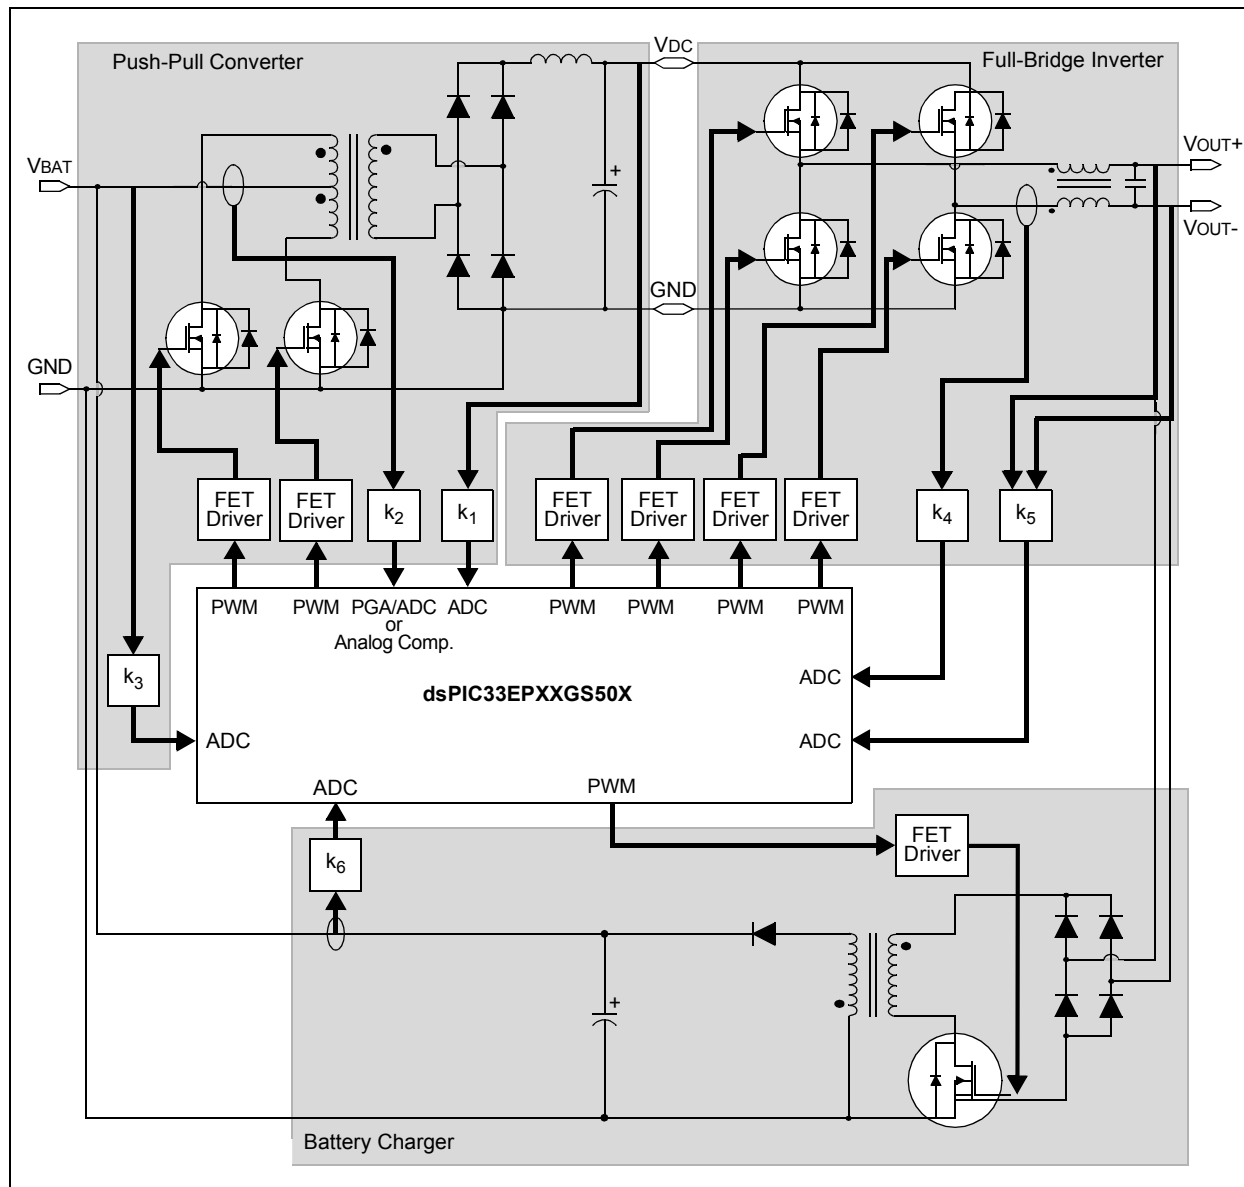 Push-Pull Converter
VDC
Full-Bridge Inverter
VBAT
VOUT+
VOUT-
GND
GND
+
FET
Driver
FET
Driver
k2
k1
FET
Driver
FET
Driver
FET
Driver
FET
Driver
k4
k5
PWM
PWM
PGA/ADC
or
Analog Comp.
ADC
PWM
PWM
PWM
PWM
k3
ADC
dsPIC33EPXXGS50X
ADC
ADC
ADC
PWM
k6
FET
Driver
+
Battery Charger